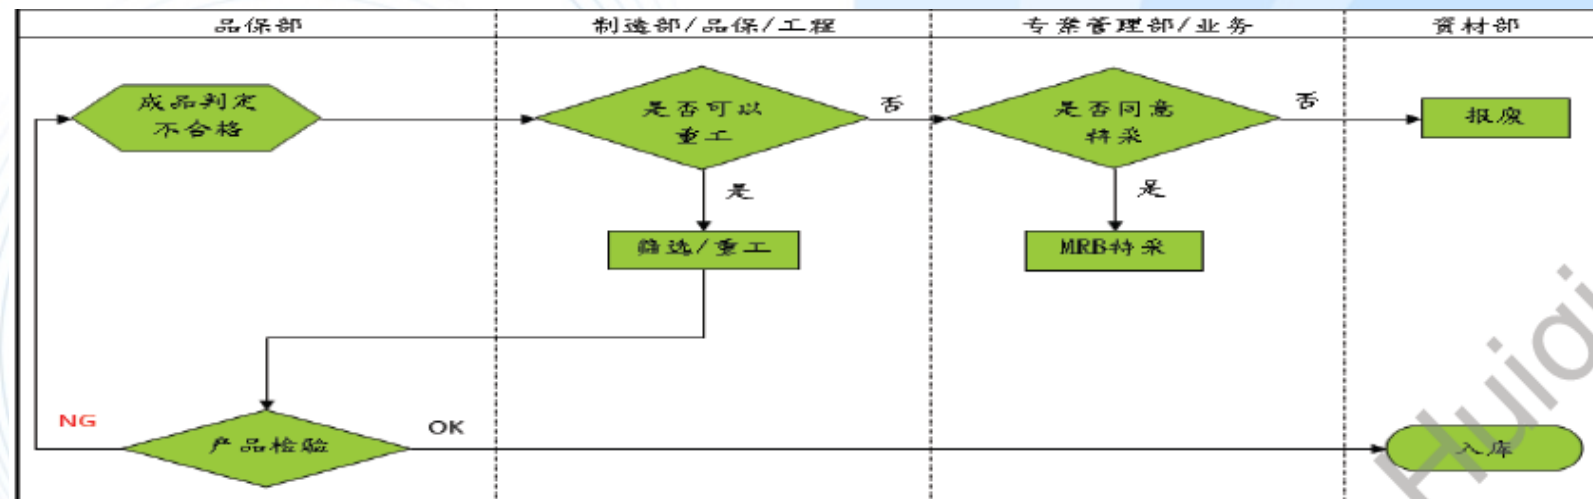 品保部
制造部/品保/工程
专案管理部/业务
资材部
成品判定
不合格
是否可以
重工
否
是否同意
特采
否
报废
是
是
筛选/重工
MRB特采
NG
产品检验
OK
入库
Huiqi